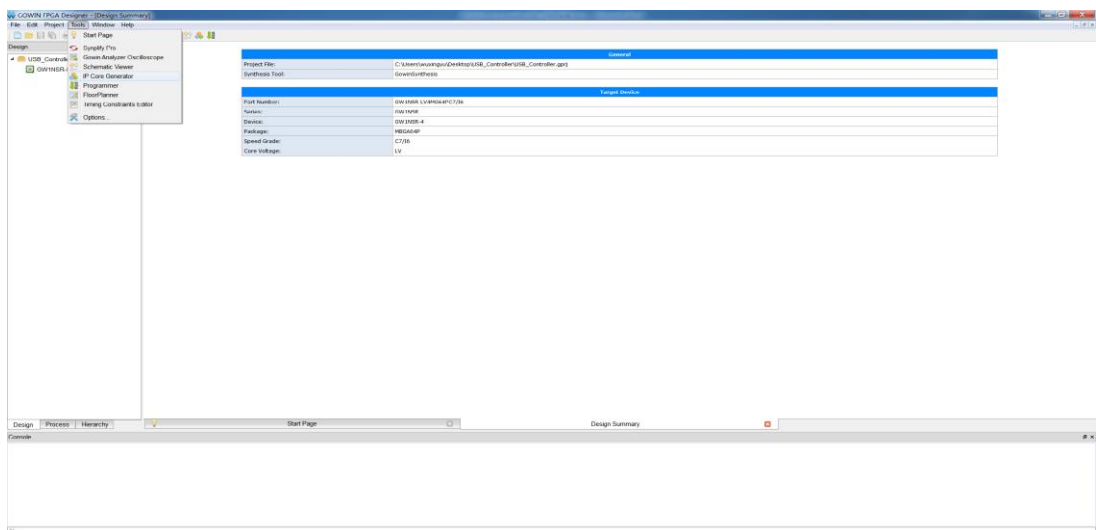 GOWIN FPGA Designer - [Design Summary]
File Edit Project Tools Window Help
Start Page
Synplify Pro
Gowin Analyzer Oscilloscope
Schematic Viewer
IP Core Generator
Programmer
FloorPlanner
Timing Constraints Editor
Options...
Design
USB_Controll
GW1NSR-
General
Project File: C:\Users\wuxingyu\Desktop\USB_Controller\USB_Controller.gprj
Synthesis Tool: GowinSynthesis
Target Device
Part Number: GW1NSR-LV4MG64PC7/I6
Series: GW1NSR
Device: GW1NSR-4
Package: MBGA64P
Speed Grade: C7/I6
Core Voltage: LV
Design Process Hierarchy Start Page Design Summary
Console